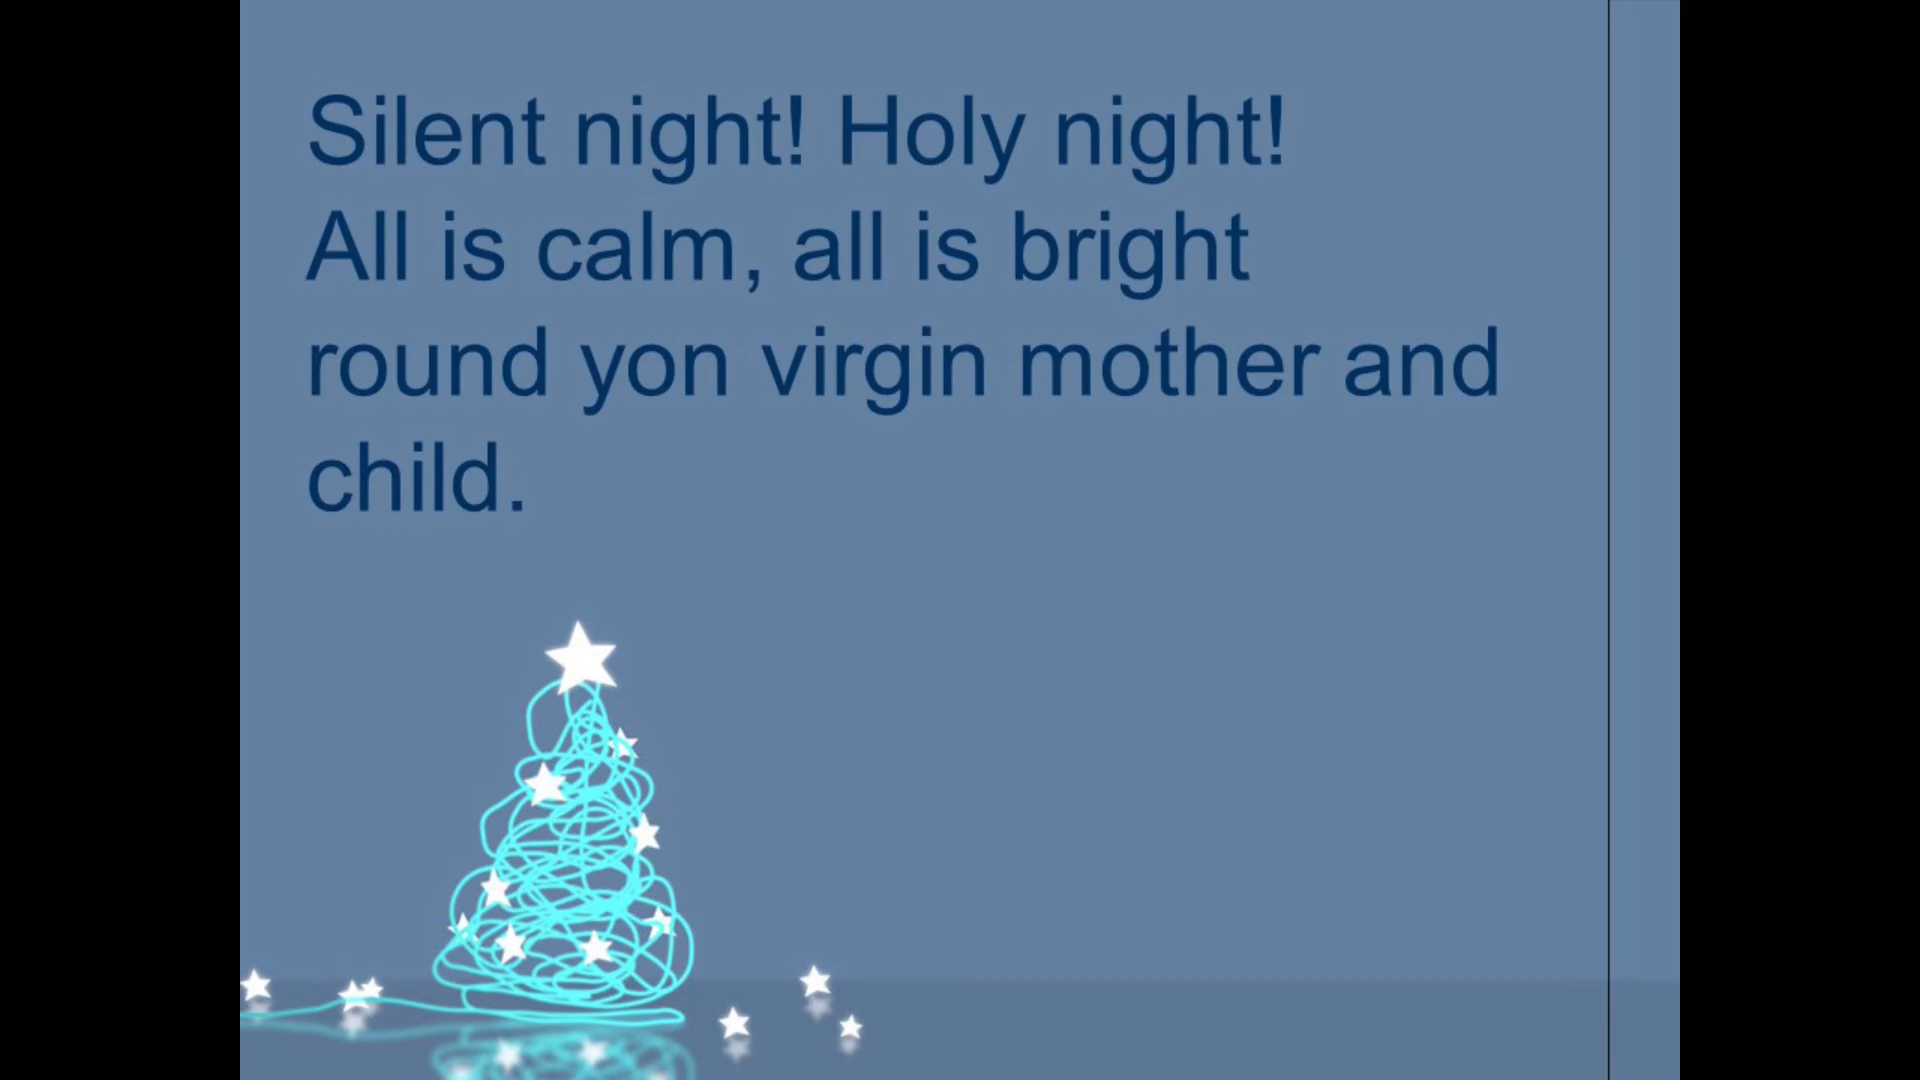 Silent night! Holy night!
All is calm, all is bright
round yon virgin mother and
child.